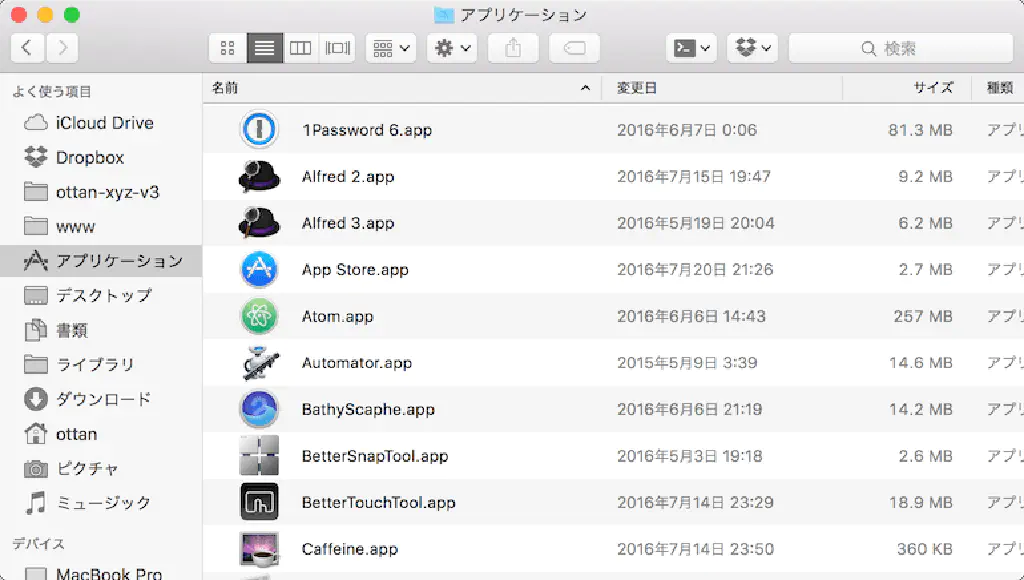 アプリケーション
検索
よく使う項目
iCloud Drive
Dropbox
ottan-xyz-v3
www
アプリケーション
デスクトップ
書類
ライブラリ
ダウンロード
ottan
ピクチャ
ミュージック
デバイス
MacBook Pro
名前 変更日 サイズ 種類
1Password 6.app 2016年6月7日 0:06 81.3 MB アプリ
Alfred 2.app 2016年7月15日 19:47 9.2 MB アプリ
Alfred 3.app 2016年5月19日 20:04 6.2 MB アプリ
App Store.app 2016年7月20日 21:26 2.7 MB アプリ
Atom.app 2016年6月6日 14:43 257 MB アプリ
Automator.app 2015年5月9日 3:39 14.6 MB アプリ
BathyScaphe.app 2016年6月6日 21:19 14.2 MB アプリ
BetterSnapTool.app 2016年5月3日 19:18 2.6 MB アプリ
BetterTouchTool.app 2016年7月14日 23:29 18.9 MB アプリ
Caffeine.app 2016年7月14日 23:50 360 KB アプリ